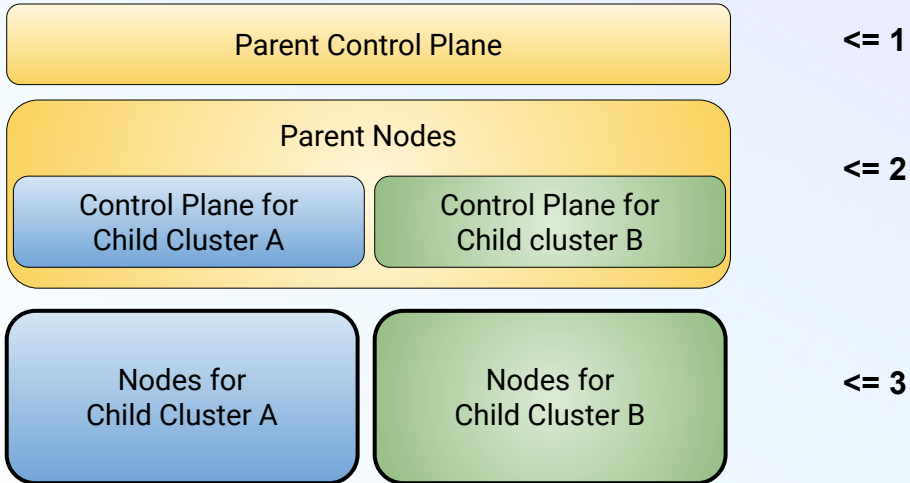 Parent Control Plane
<= 1
Parent Nodes
<= 2
Control Plane for
Child Cluster A
Control Plane for
Child cluster B
Nodes for
Child Cluster A
Nodes for
Child Cluster B
<= 3